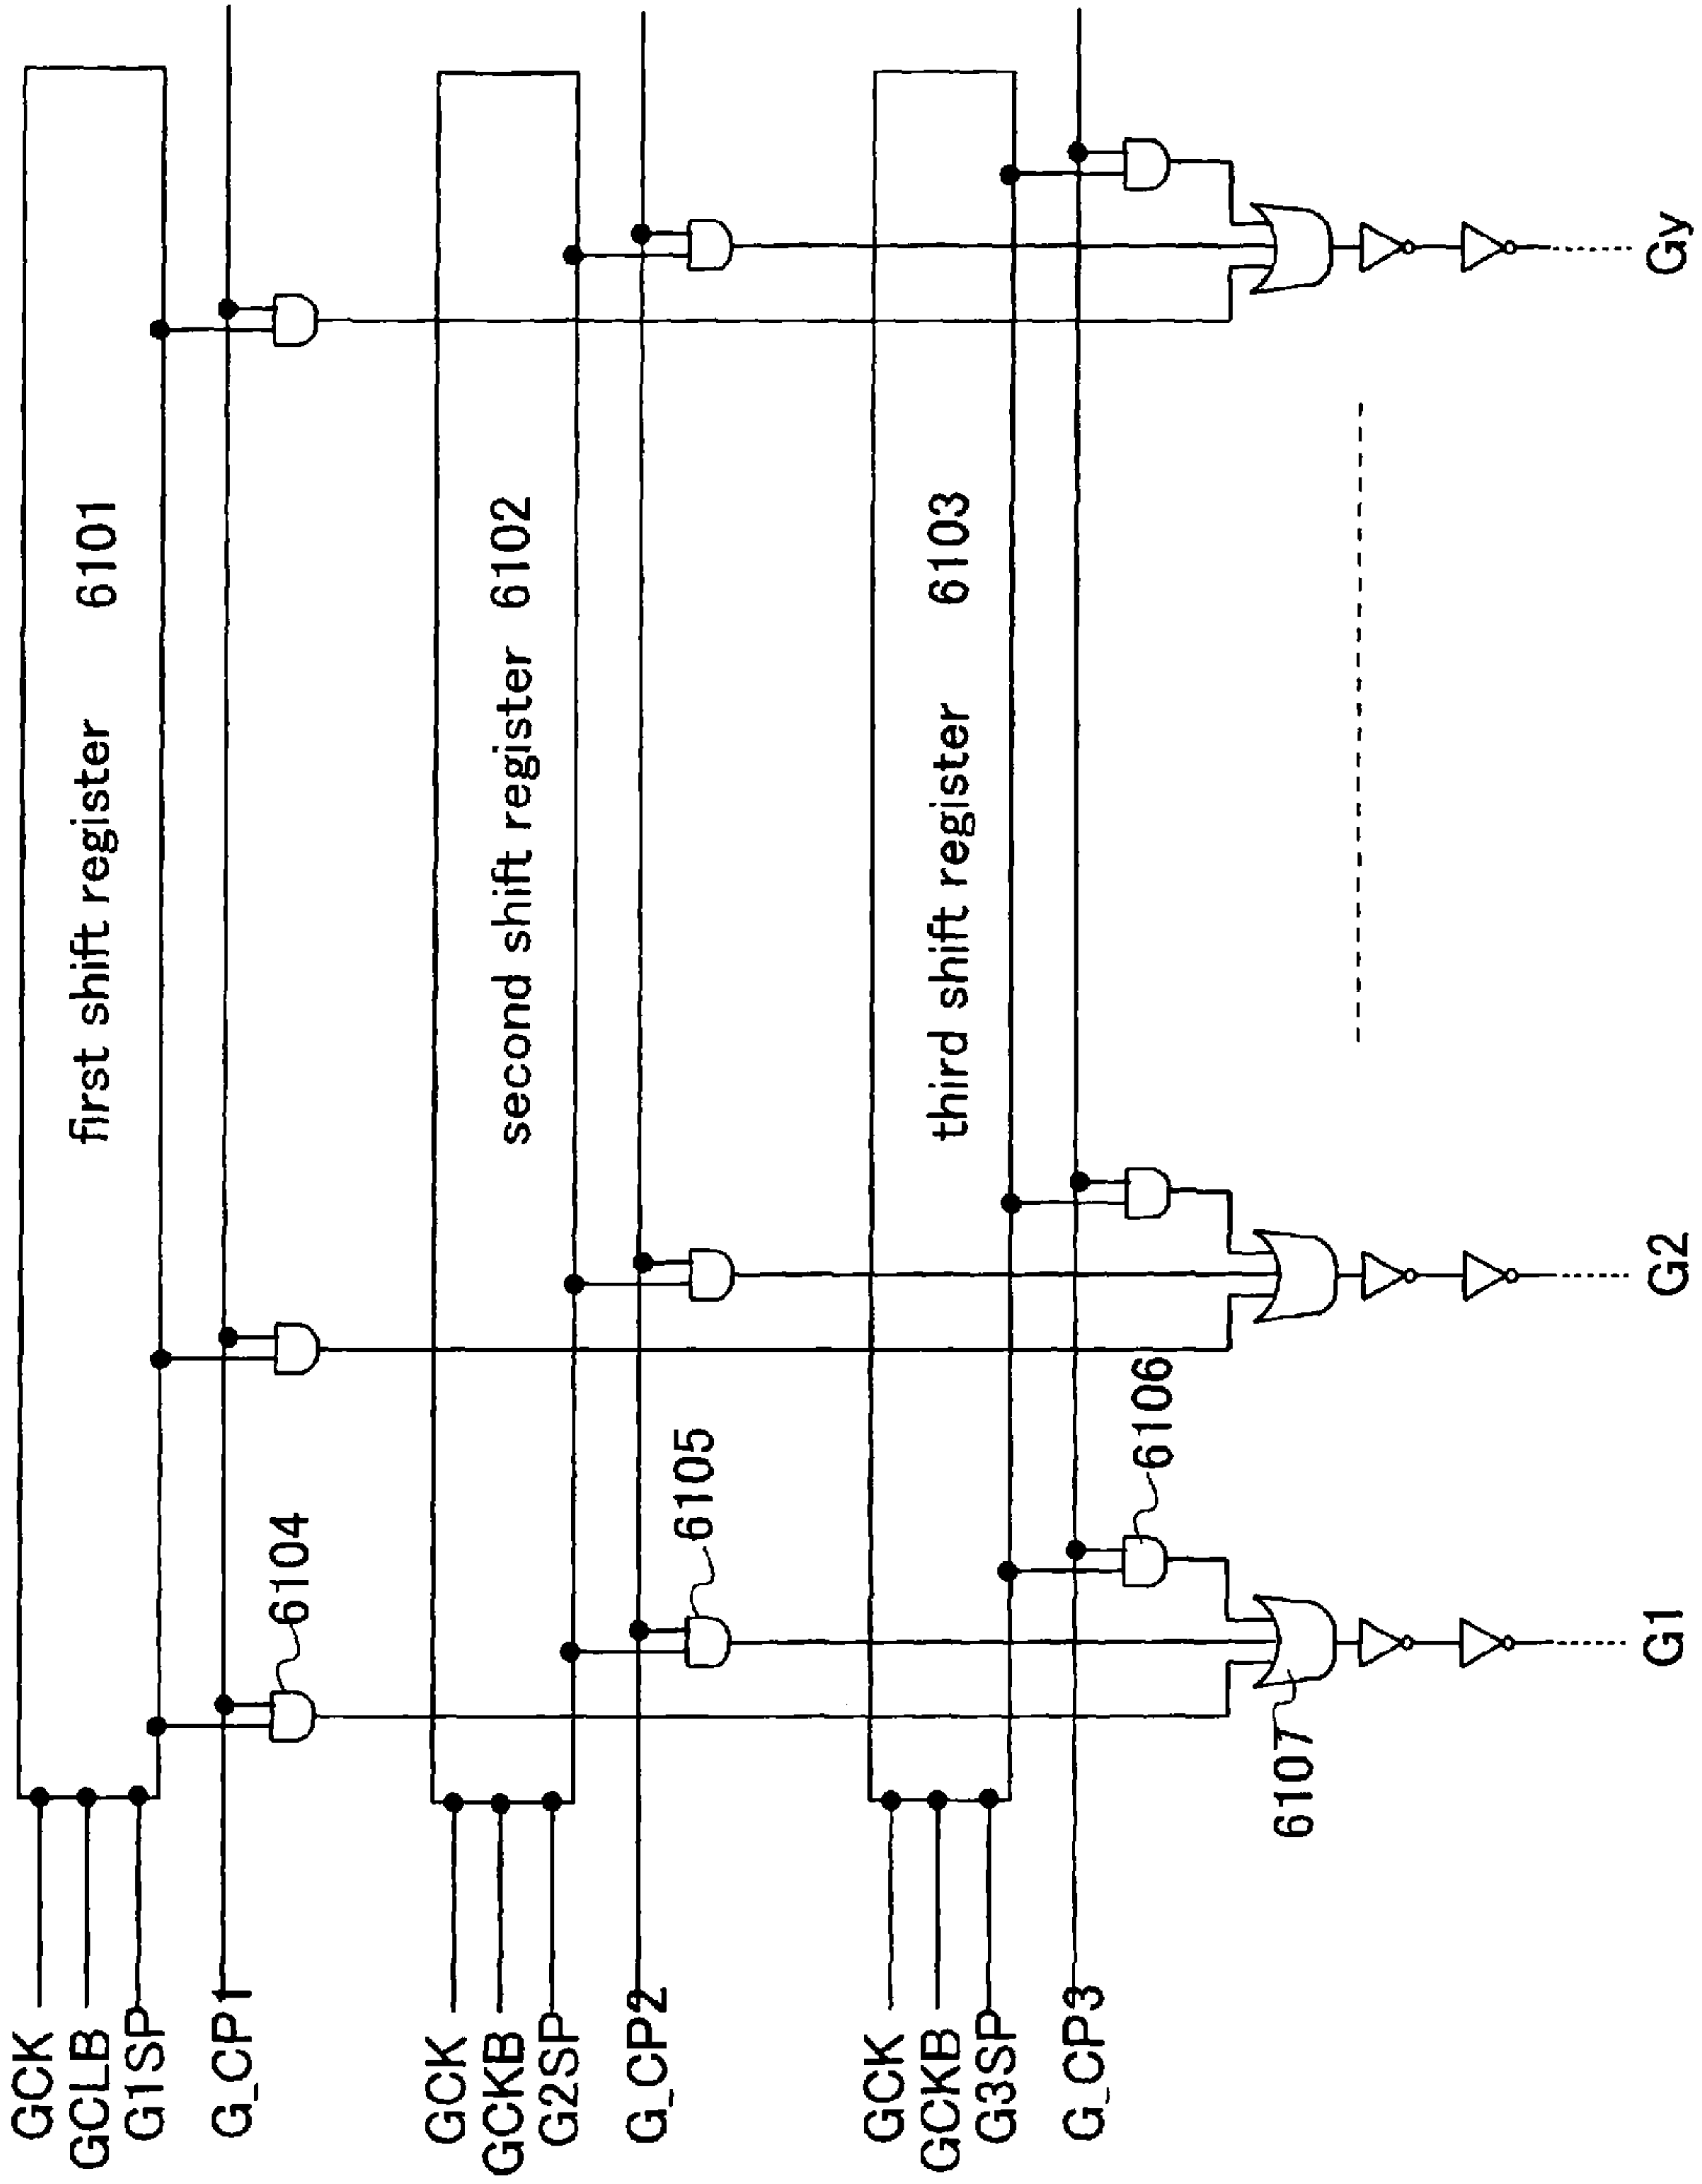 GCK
GCLB
G1SP
first shift register 6101
G_CP1
6104
GCK
GCKB
G2SP
second shift register 6102
G_CP2
6105
GCK
GCKB
G3SP
third shift register 6103
G_CP3
6106
6107
G1
G2
Gy